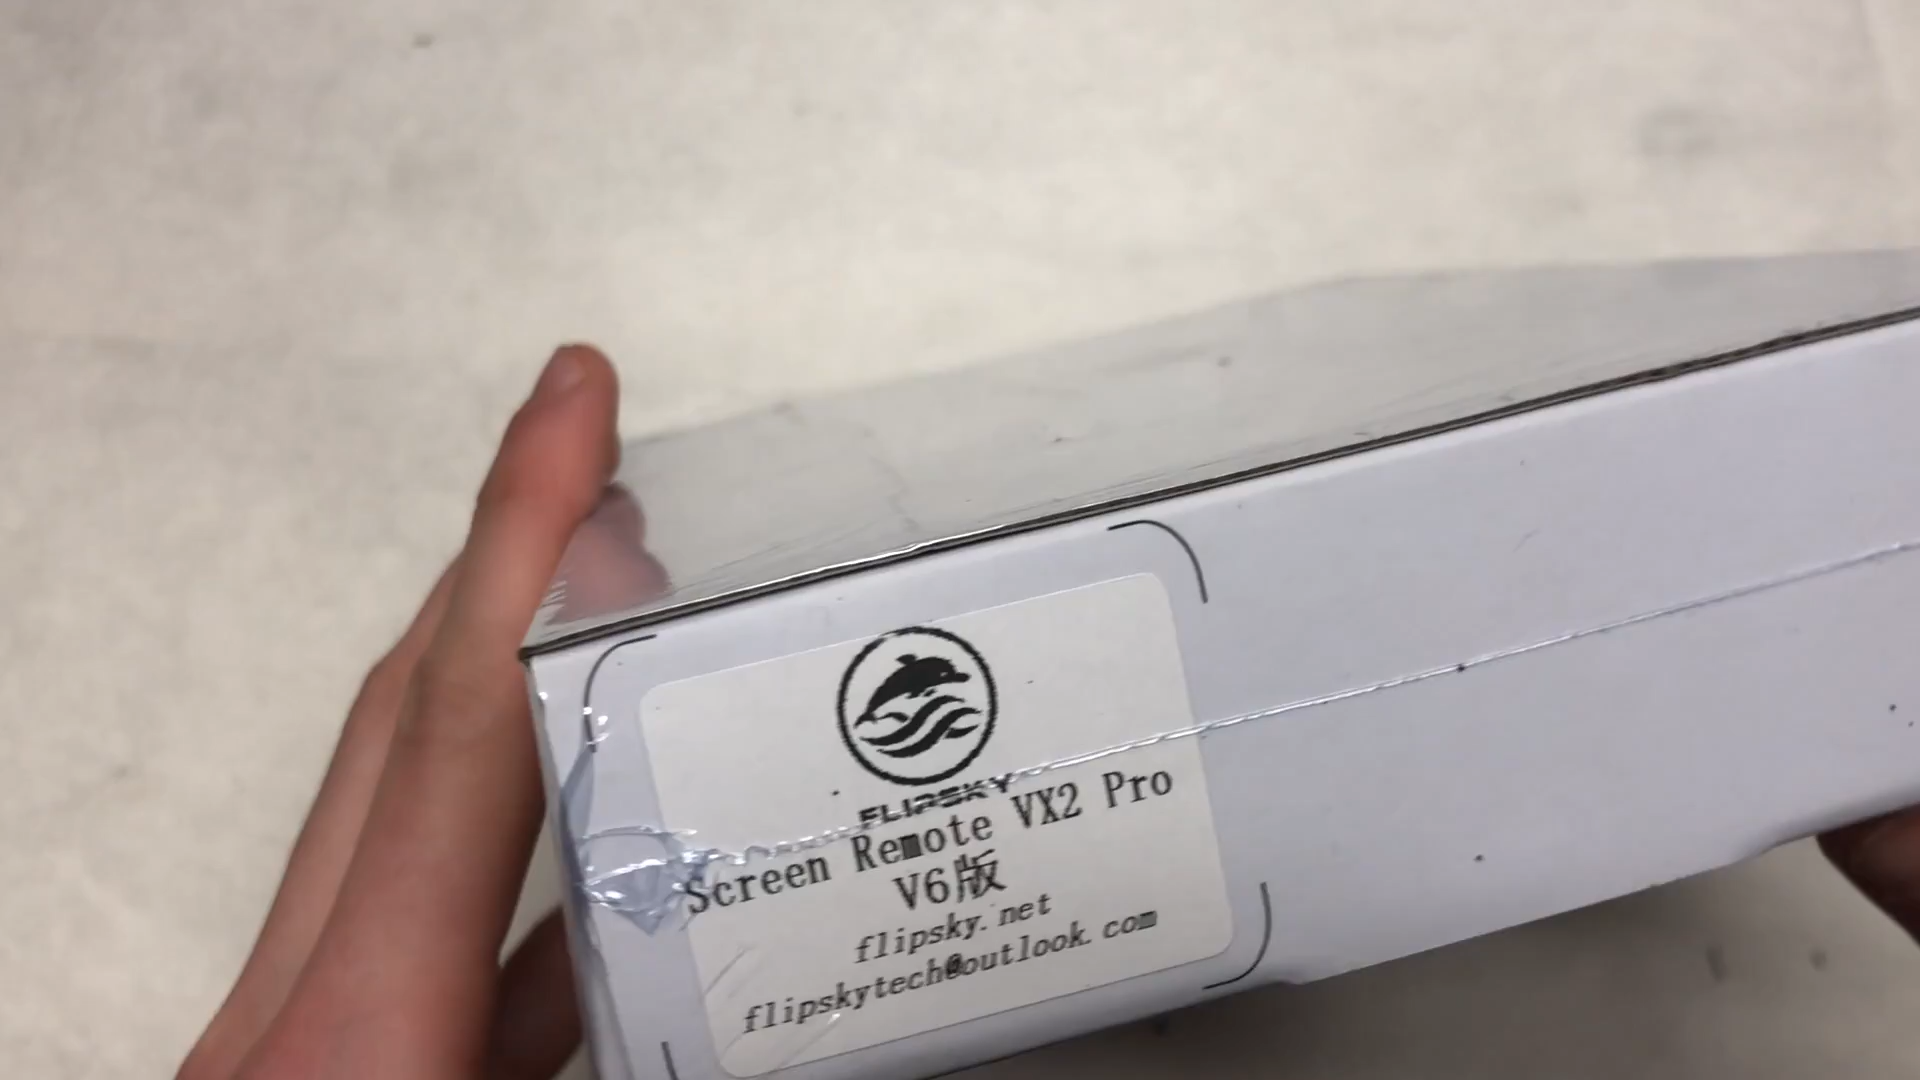 FLIPSKY
Screen Remote VX2 Pro
V6版
flipsky.net
flipskytech@outlook.com